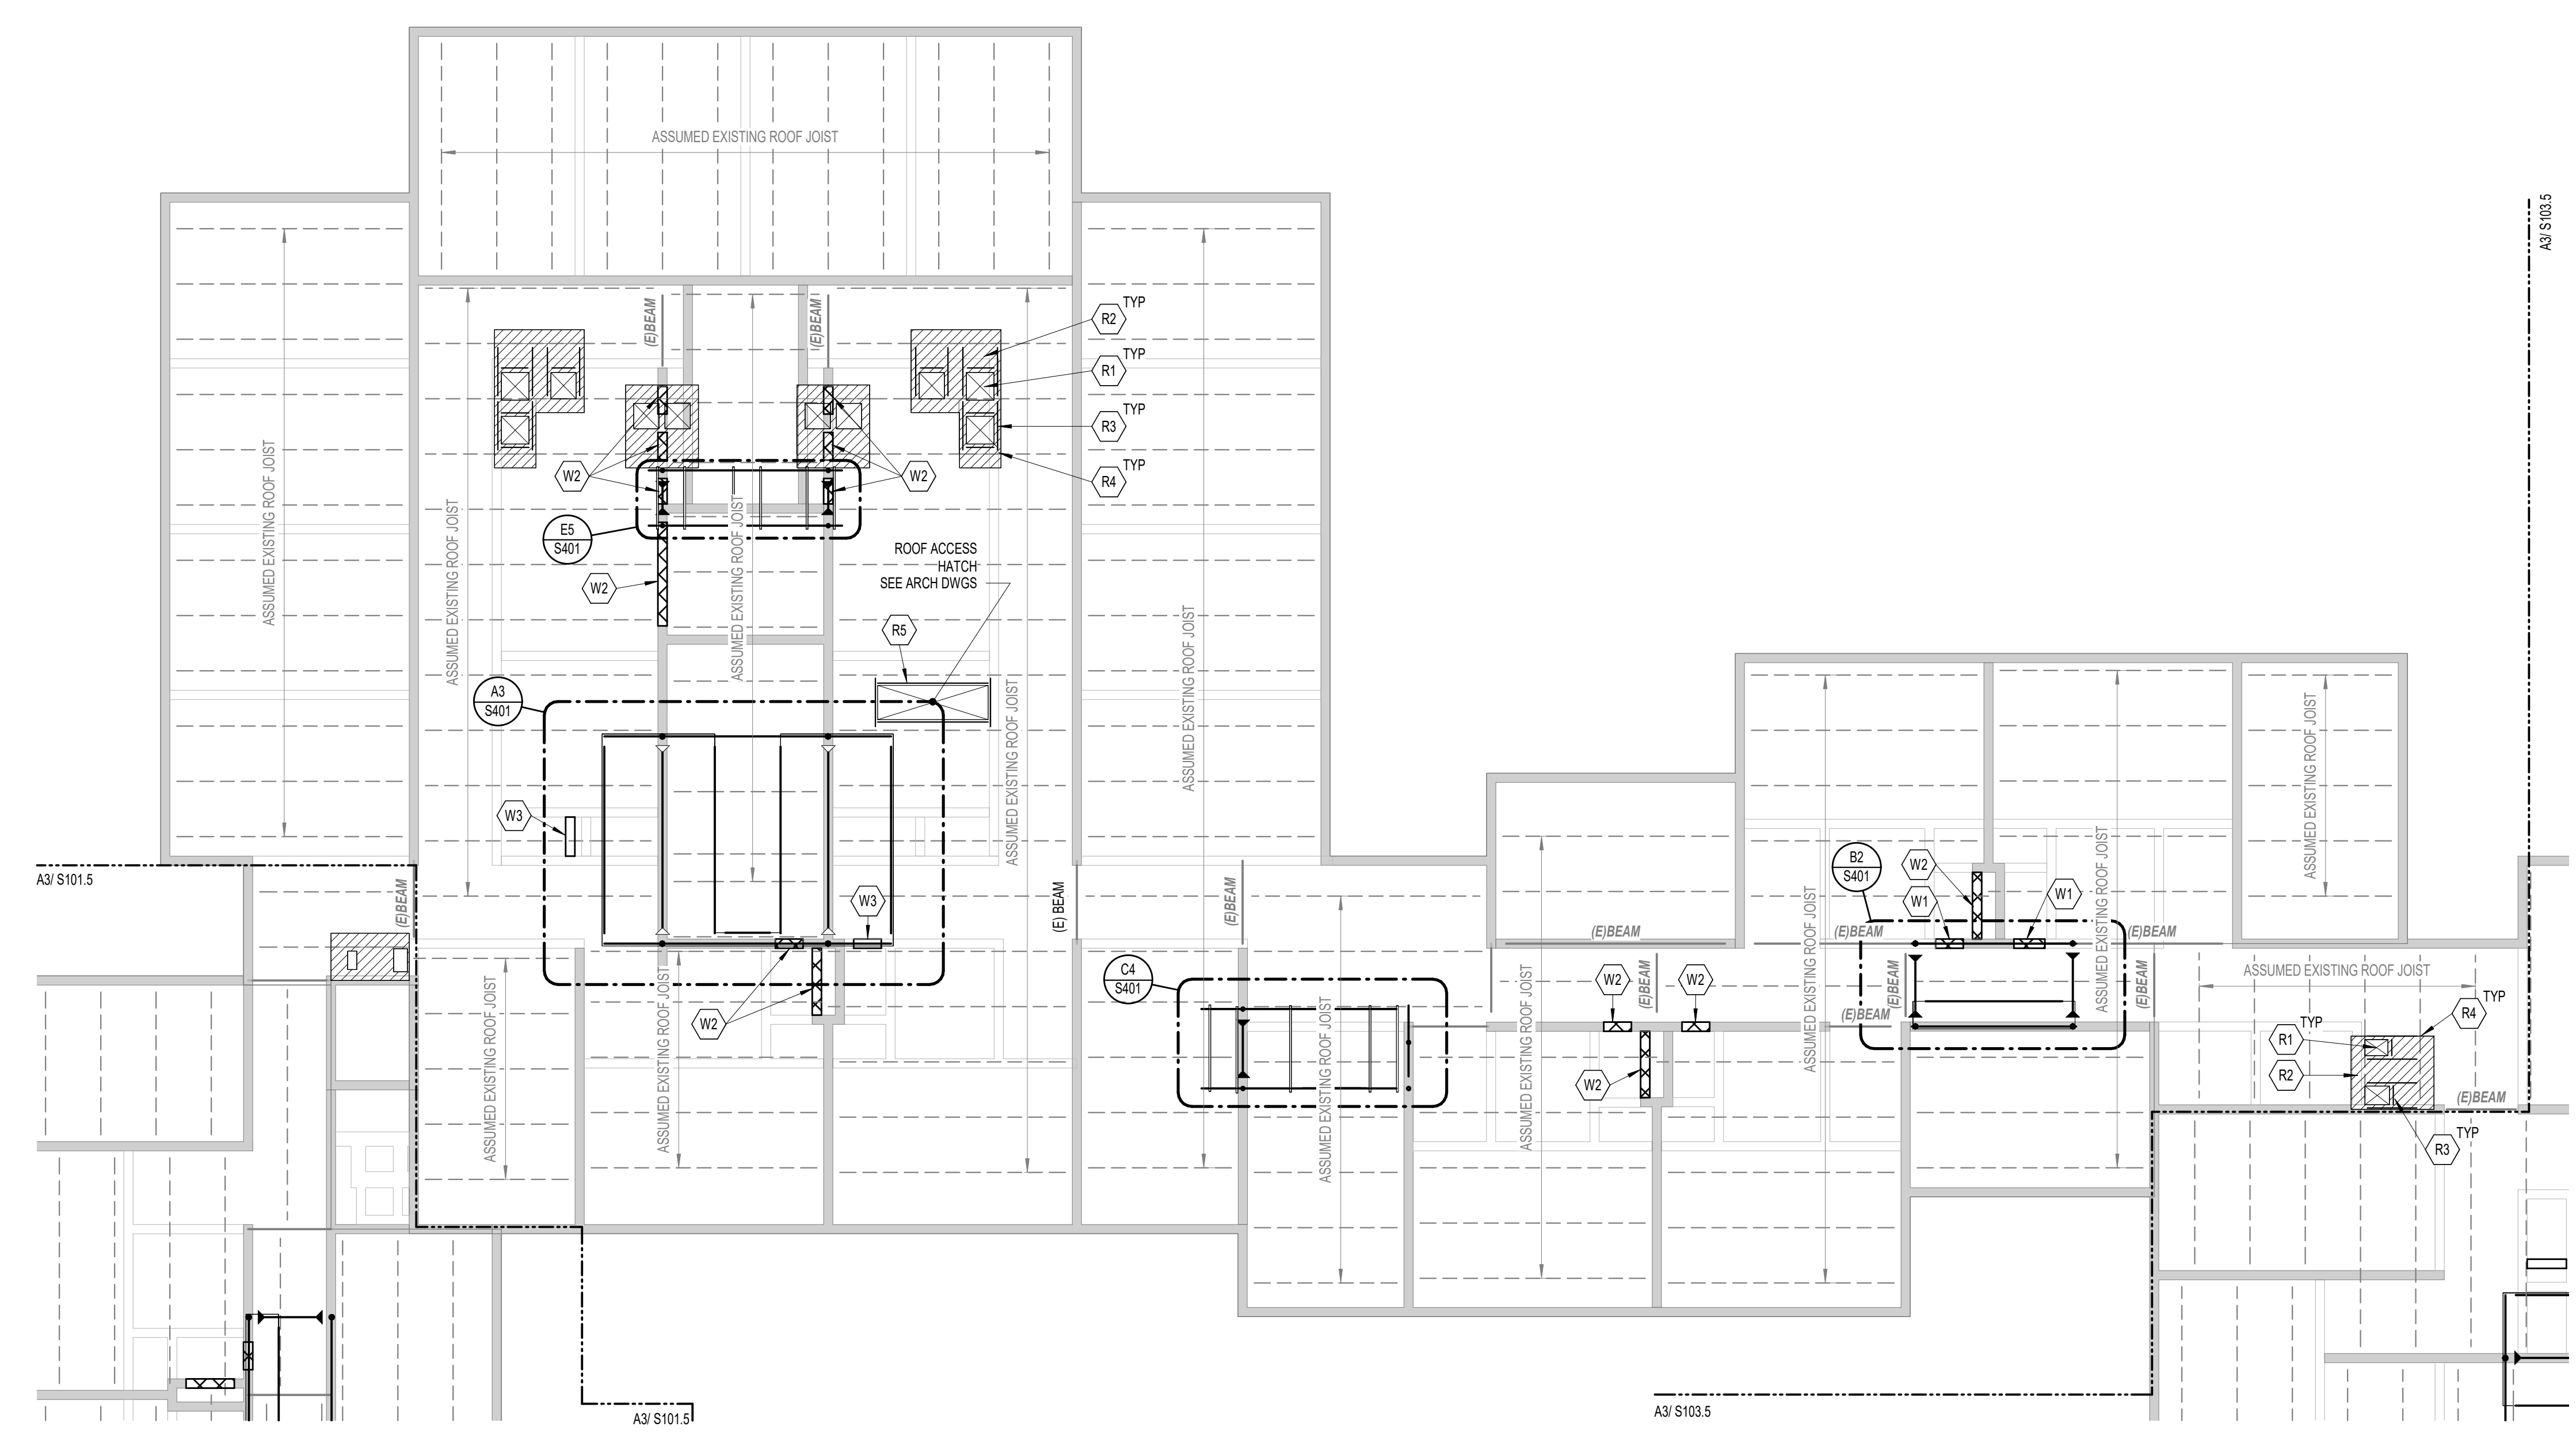 ASSUMED EXISTING ROOF JOIST
A3/ S103.5
TYP
R2
(E)BEAM
(E)BEAM
TYP
R1
TYP
R3
TYP
R4
W2
W2
ASSUMED EXISTING ROOF JOIST
ASSUMED EXISTING ROOF JOIST
ASSUMED EXISTING ROOF JOIST
E5
S401
ROOF ACCESS
HATCH
SEE ARCH DWGS
W2
R5
ASSUMED EXISTING ROOF JOIST
ASSUMED EXISTING ROOF JOIST
A3
S401
W3
ASSUMED EXISTING ROOF JOIST
ASSUMED EXISTING ROOF JOIST
ASSUMED EXISTING ROOF JOIST
B2
S401
W2
W1
W1
A3/ S101.5
(E)BEAM
W3
(E) BEAM
(E)BEAM
(E)BEAM
(E)BEAM
(E)BEAM
C4
S401
W2
(E)BEAM
W2
(E)BEAM
(E)BEAM
ASSUMED EXISTING ROOF JOIST
TYP
R4
(E)BEAM
W2
TYP
R1
R2
W2
(E)BEAM
ASSUMED EXISTING ROOF JOIST
ASSUMED EXISTING ROOF JOIST
ASSUMED EXISTING ROOF JOIST
ASSUMED EXISTING ROOF JOIST
ASSUMED EXISTING ROOF JOIST
TYP
R3
A3/ S101.5
A3/ S103.5